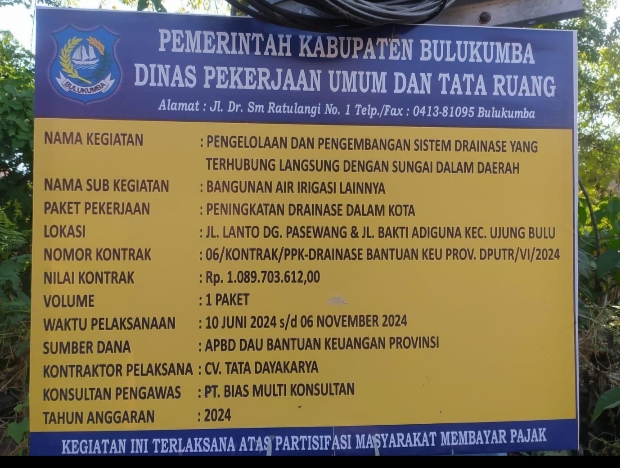 BULUKUMBA
PEMERINTAH KABUPATEN BULUKUMBA
DINAS PEKERJAAN UMUM DAN TATA RUANG
Alamat : Jl. Dr. Sm Ratulangi No. 1 Telp./Fax : 0413-81095 Bulukumba
NAMA KEGIATAN : PENGELOLAAN DAN PENGEMBANGAN SISTEM DRAINASE YANG
TERHUBUNG LANGSUNG DENGAN SUNGAI DALAM DAERAH
NAMA SUB KEGIATAN : BANGUNAN AIR IRIGASI LAINNYA
PAKET PEKERJAAN : PENINGKATAN DRAINASE DALAM KOTA
LOKASI : JL. LANTO DG. PASEWANG & JL. BAKTI ADIGUNA KEC. UJUNG BULU
NOMOR KONTRAK : 06/KONTRAK/PPK-DRAINASE BANTUAN KEU PROV. DPUTR/VI/2024
NILAI KONTRAK : Rp. 1.089.703.612,00
VOLUME : 1 PAKET
WAKTU PELAKSANAAN : 10 JUNI 2024 s/d 06 NOVEMBER 2024
SUMBER DANA : APBD DAU BANTUAN KEUANGAN PROVINSI
KONTRAKTOR PELAKSANA : CV. TATA DAYAKARYA
KONSULTAN PENGAWAS : PT. BIAS MULTI KONSULTAN
TAHUN ANGGARAN : 2024
KEGIATAN INI TERLAKSANA ATAS PARTISIFASI MASYARAKAT MEMBAYAR PAJAK